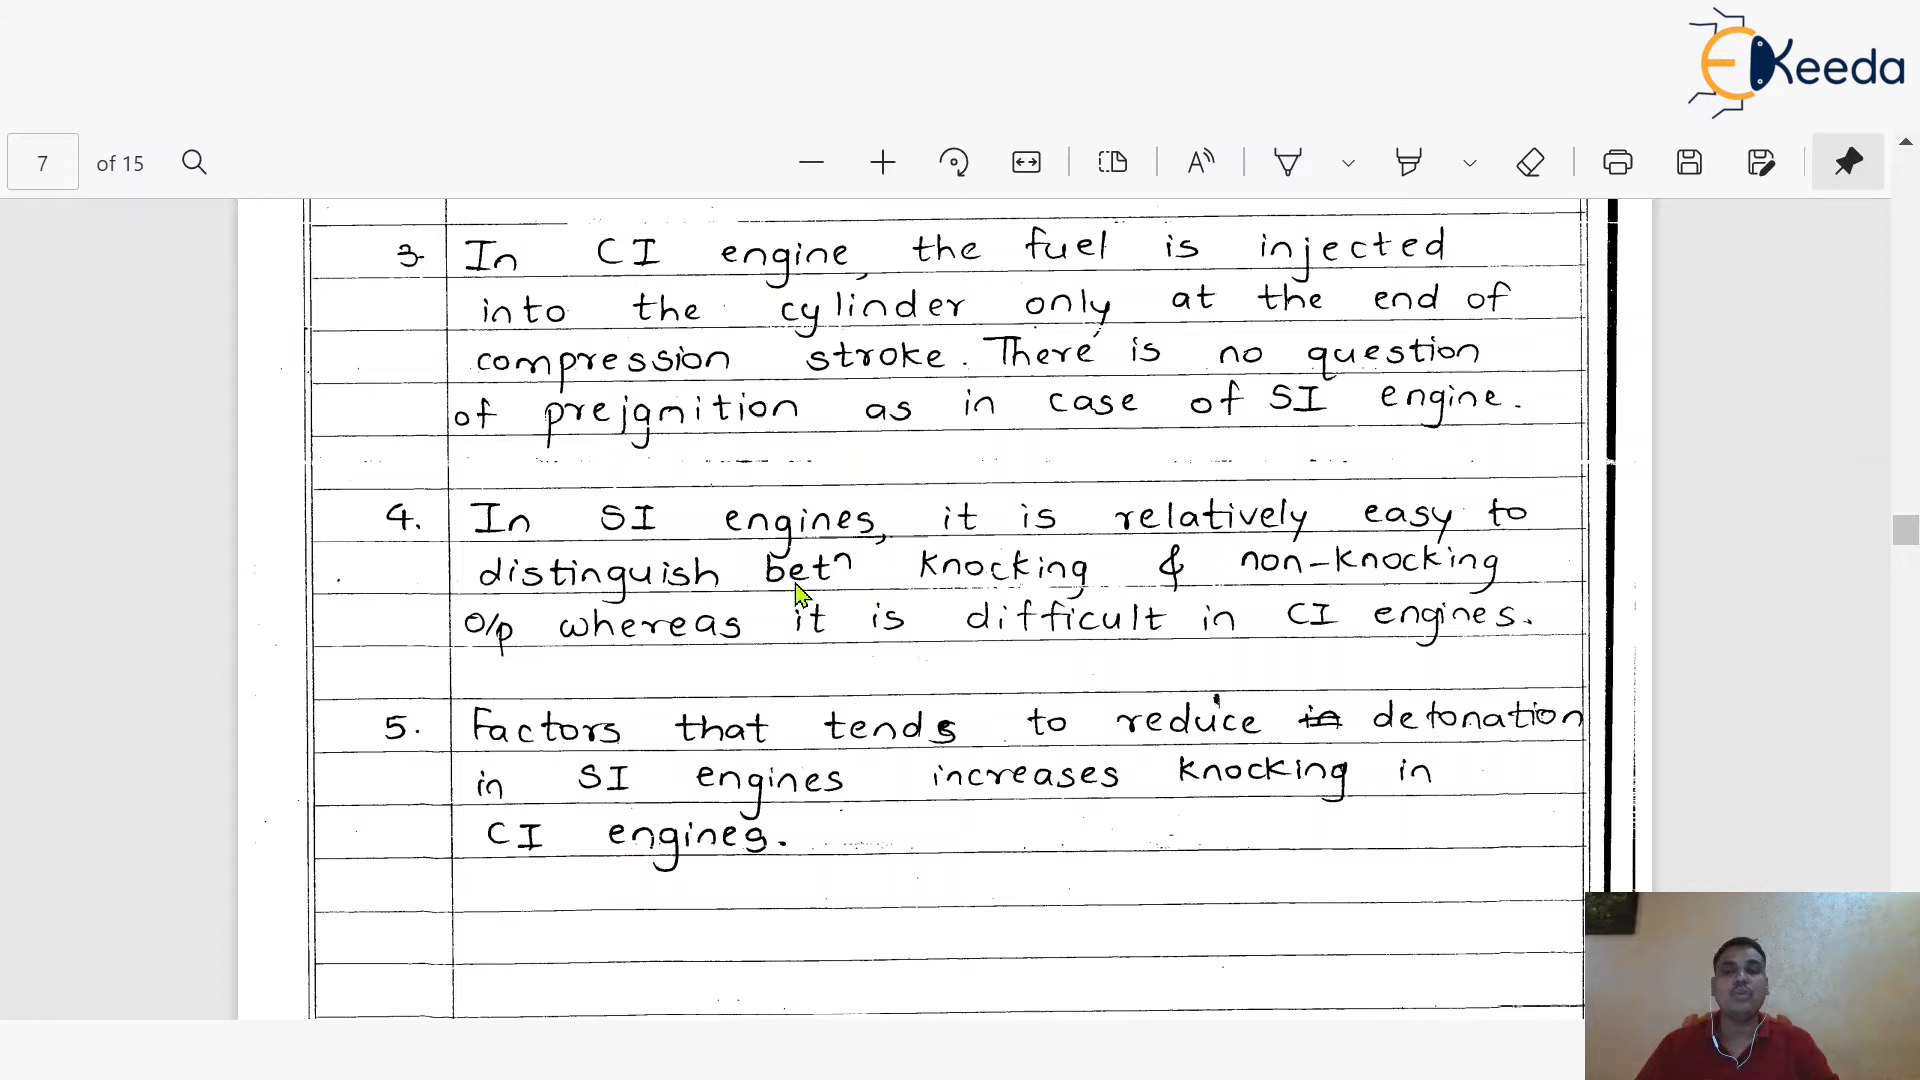 EKeeda
7 of 15
3. In CI engine, the fuel is injected
into the cylinder only at the end of
compression stroke. There is no question
of preignition as in case of SI engine.
4. In SI engines, it is relatively easy to
distinguish betⁿ knocking & non-knocking
o/p whereas it is difficult in CI engines.
5. Factors that tends to reduce in detonation
in SI engines increases knocking in
CI engines.